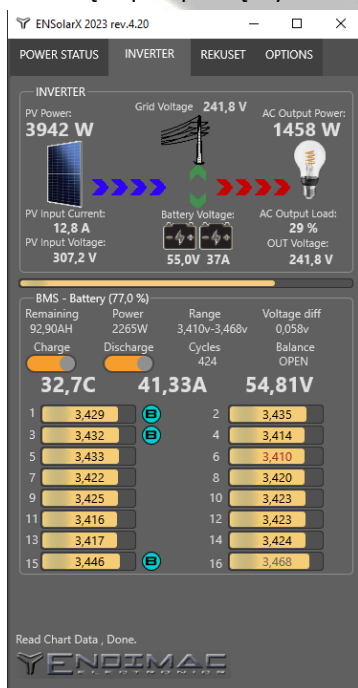 ENSolarX 2023 rev.4.20
POWER STATUS INVERTER REKUSET OPTIONS
INVERTER
PV Power: Grid Voltage 241,8 V AC Output Power:
3942 W 1458 W
PV Input Current: Battery Voltage: AC Output Load:
12,8 A 29 %
PV Input Voltage: OUT Voltage:
307,2 V 55,0V 37A 241,8 V
BMS - Battery (77,0 %)
Remaining Power Range Voltage diff
92,90AH 2265W 3,410v-3,468v 0,058v
Charge Discharge Cycles Balance
424 OPEN
32,7C 41,33A 54,81V
1 3,429 B 2 3,435
3 3,432 B 4 3,414
5 3,433 6 3,410
7 3,422 8 3,420
9 3,425 10 3,423
11 3,416 12 3,423
13 3,417 14 3,424
15 3,446 B 16 3,468
Read Chart Data , Done.
ENDIMAC
ELECTRONICS